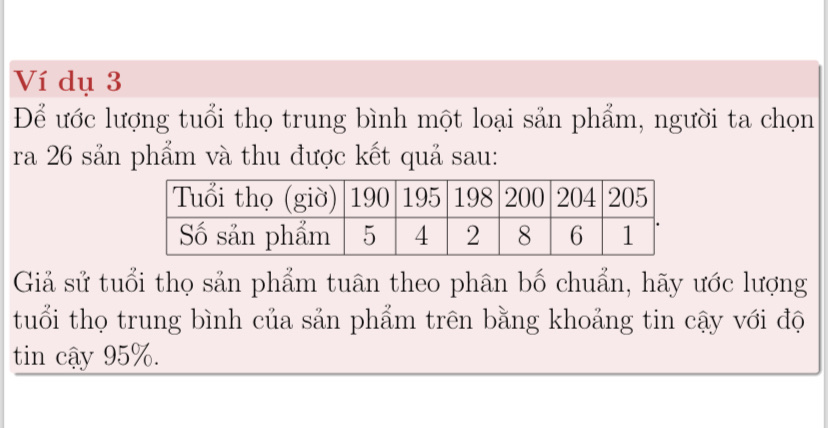 Ví dụ 3
Để ước lượng tuổi thọ trung bình một loại sản phẩm, người ta chọn
ra 26 sản phẩm và thu được kết quả sau:
Tuổi thọ (giờ) 190 195 198 200 204 205
Số sản phẩm 5 4 2 8 6 1 .
Giả sử tuổi thọ sản phẩm tuân theo phân bố chuẩn, hãy ước lượng
tuổi thọ trung bình của sản phẩm trên bằng khoảng tin cậy với độ
tin cậy 95%.